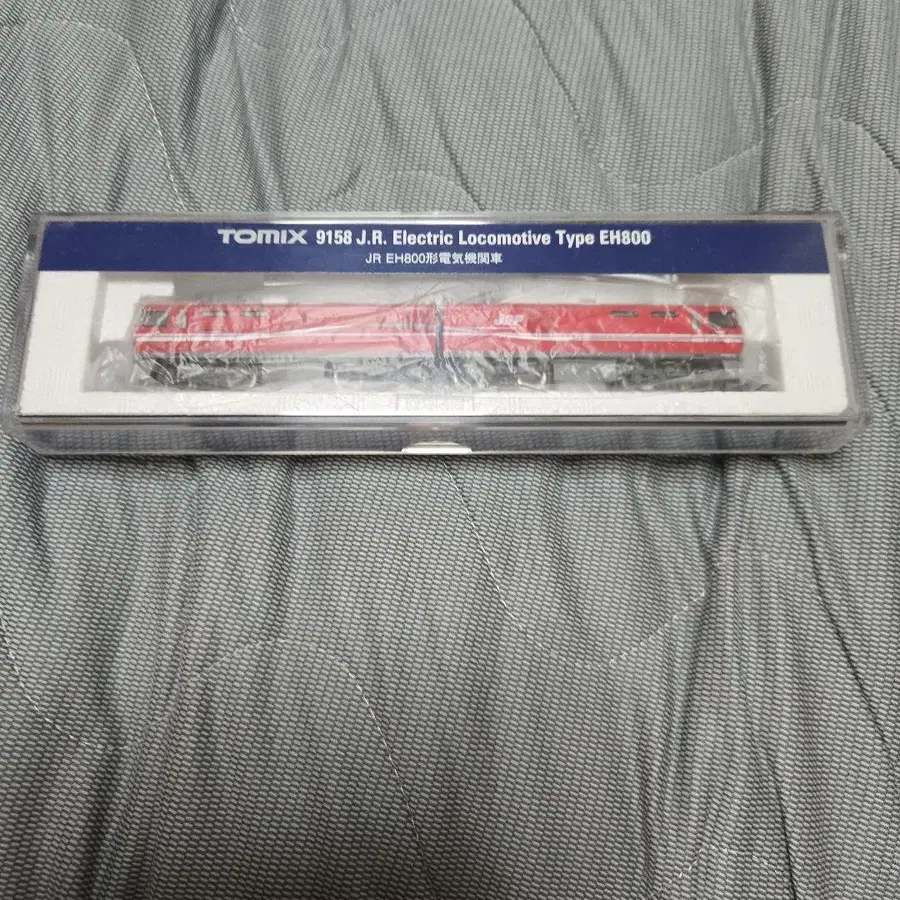 TOMIX 9158 J.R. Electric Locomotive Type EH800
JR EH800形電気機関車